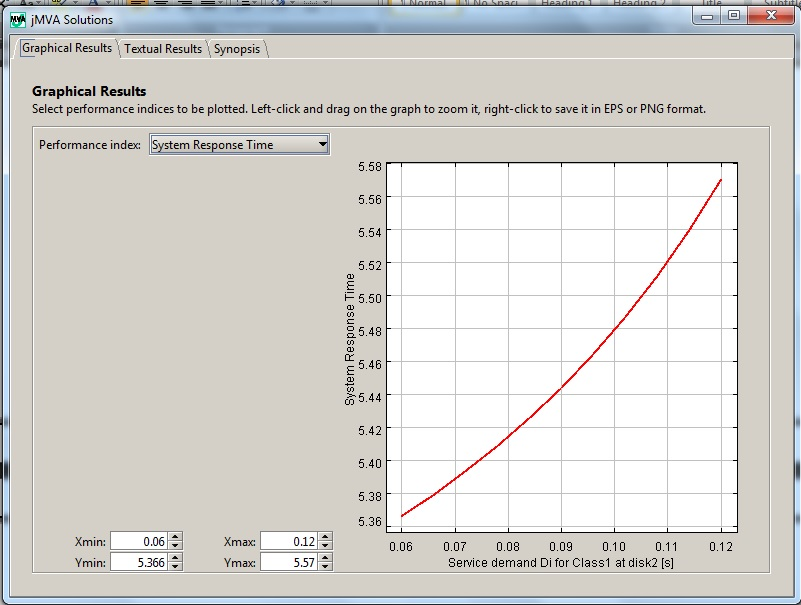 jMVA Solutions
Graphical Results Textual Results Synopsis
Graphical Results
Select performance indices to be plotted. Left-click and drag on the graph to zoom it, right-click to save it in EPS or PNG format.
Performance index: System Response Time
5.58
5.56
5.54
5.52
5.50
5.48
5.46
5.44
5.42
5.40
5.38
5.36
System Response Time
0.06 0.07 0.08 0.09 0.10 0.11 0.12
Service demand Di for Class1 at disk2 [s]
Xmin: 0.06 Xmax: 0.12
Ymin: 5.366 Ymax: 5.57